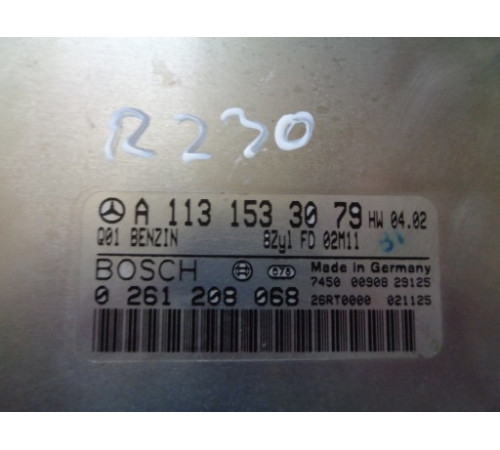 R230
A 113 153 30 79 HW 04.02
Q01 BENZIN 8Zyl FD 02M11
BOSCH Made in Germany
7450 00908 29125
0 261 208 068 26RT0000 021125